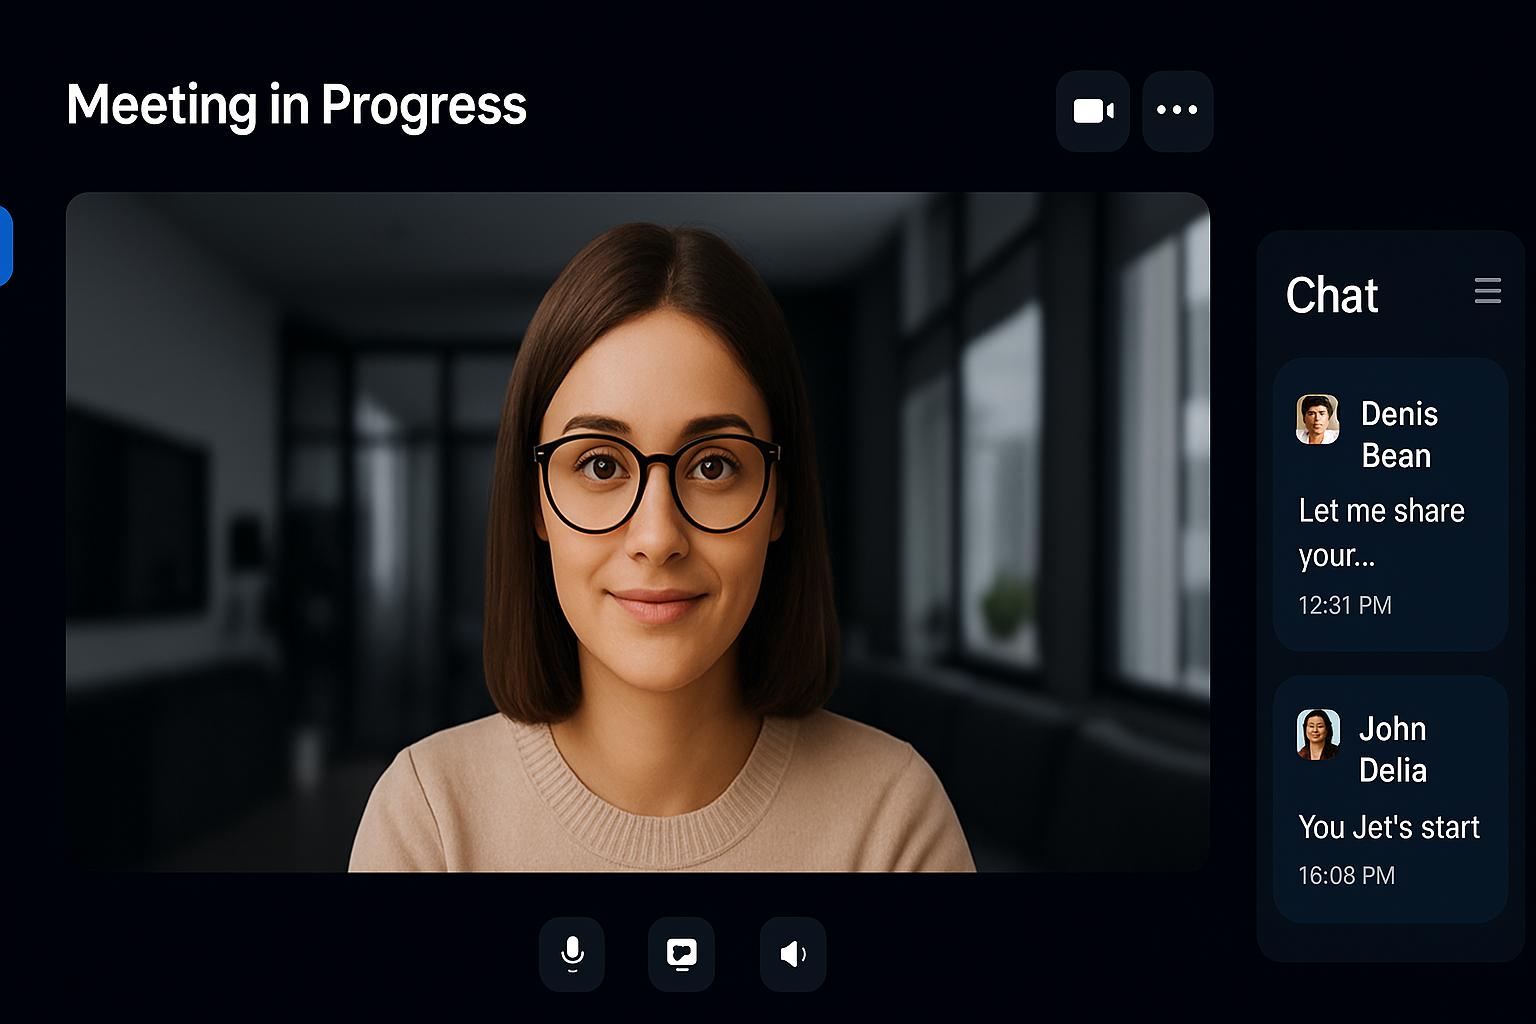 Meeting in Progress
Chat
Denis
Bean
Let me share
your...
12:31 PM
John
Delia
You Jet's start
16:08 PM